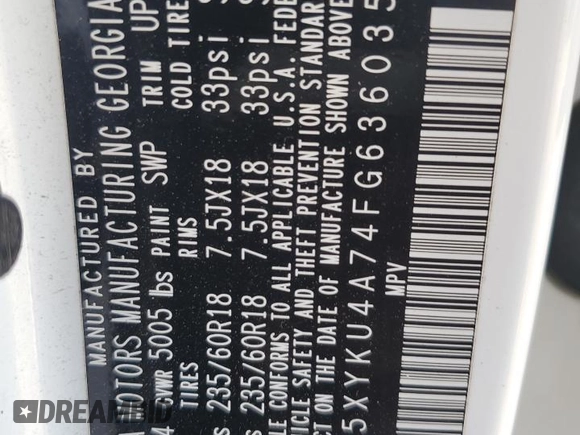 MANUFACTURED BY
MOTORS MANUFACTURING GEORGIA
GVWR 5005 lbs PAINT SWP TRIM UP
TIRES RIMS COLD TIRE
235/60R18 7.5JX18 33psi
235/60R18 7.5JX18 33psi
CONFORMS TO ALL APPLICABLE U.S.A. FEDE
SAFETY AND THEFT PREVENTION STANDAR
ON THE DATE OF MANUFACTURE SHOWN ABOVE
5XYKU4A74FG636035
MPV
DREAMBID